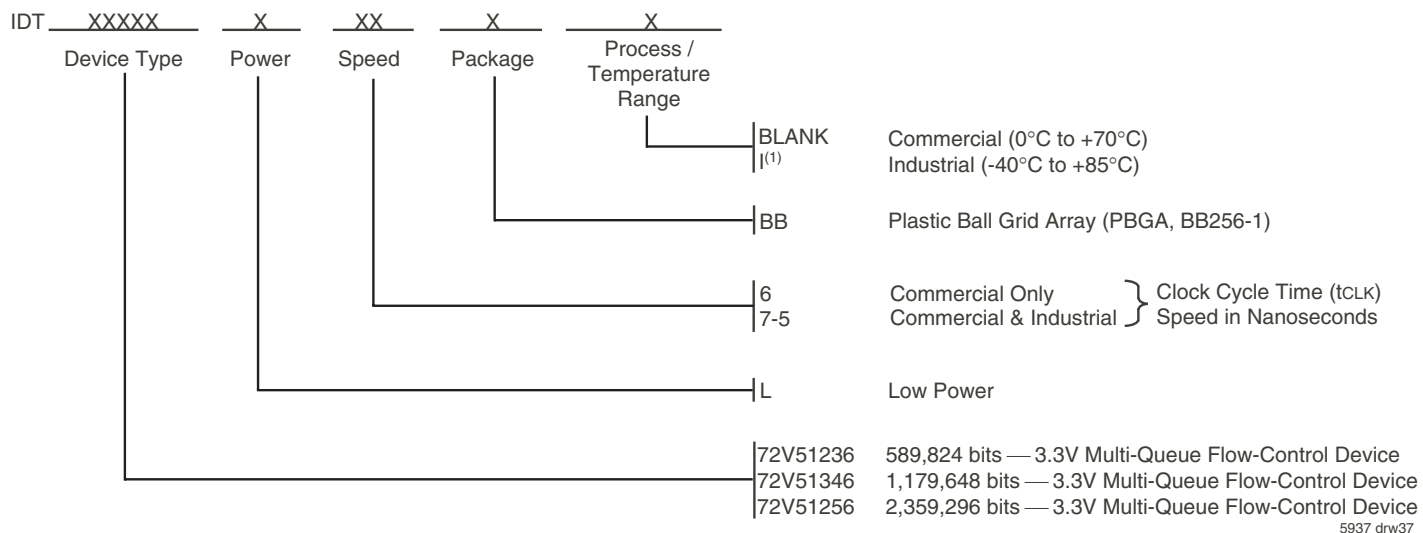 IDT XXXXX X XX X X
Device Type Power Speed Package Process /
Temperature
Range
BLANK Commercial (0°C to +70°C)
I(1) Industrial (-40°C to +85°C)
BB Plastic Ball Grid Array (PBGA, BB256-1)
6 Commercial Only Clock Cycle Time (tCLK)
7-5 Commercial & Industrial Speed in Nanoseconds
L Low Power
72V51236 589,824 bits — 3.3V Multi-Queue Flow-Control Device
72V51346 1,179,648 bits — 3.3V Multi-Queue Flow-Control Device
72V51256 2,359,296 bits — 3.3V Multi-Queue Flow-Control Device
5937 drw37